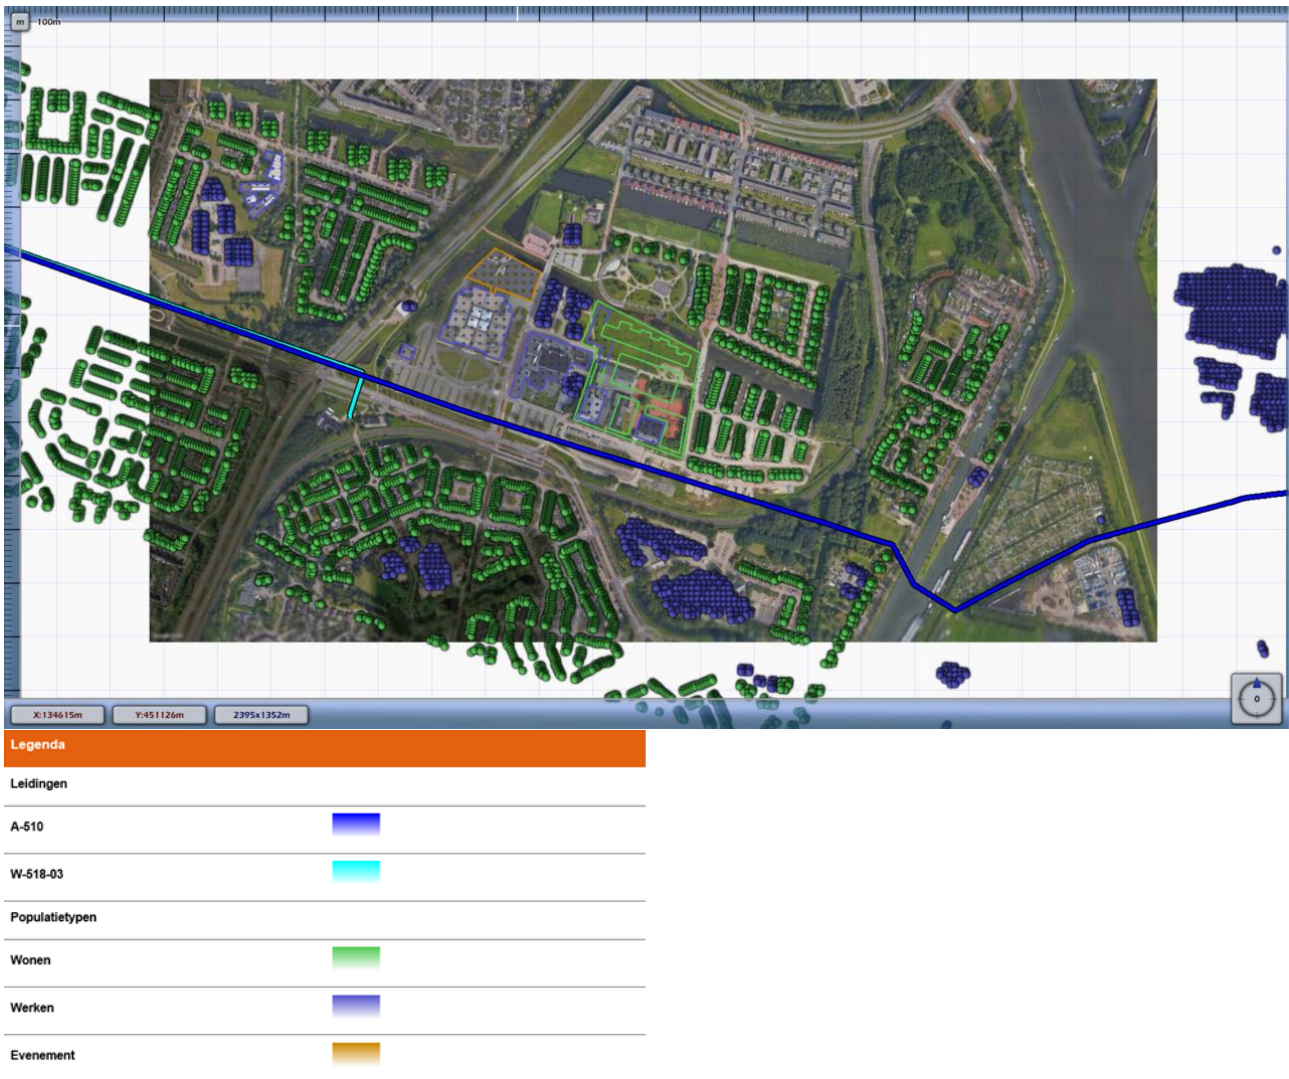 m 100m
X:134615m Y:451126m 2395x1352m
0
Legenda
Leidingen
A-510
W-518-03
Populatietypen
Wonen
Werken
Evenement